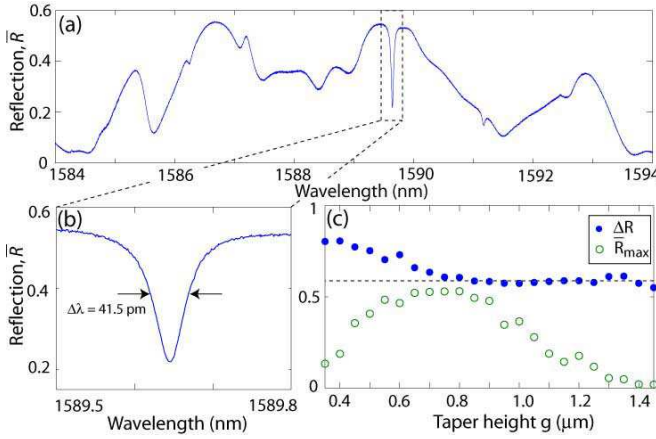 (a)
Reflection, R̅
0.6
0.4
0.2
0
1584
1586
1588
1590
1592
1594
Wavelength (nm)
(b)
Reflection, R̅
0.6
0.4
0.2
Δλ = 41.5 pm
1589.5
1589.8
Wavelength (nm)
(c)
1
0.5
0
ΔR
R̅max
0.4
0.6
0.8
1.0
1.2
1.4
Taper height g (μm)